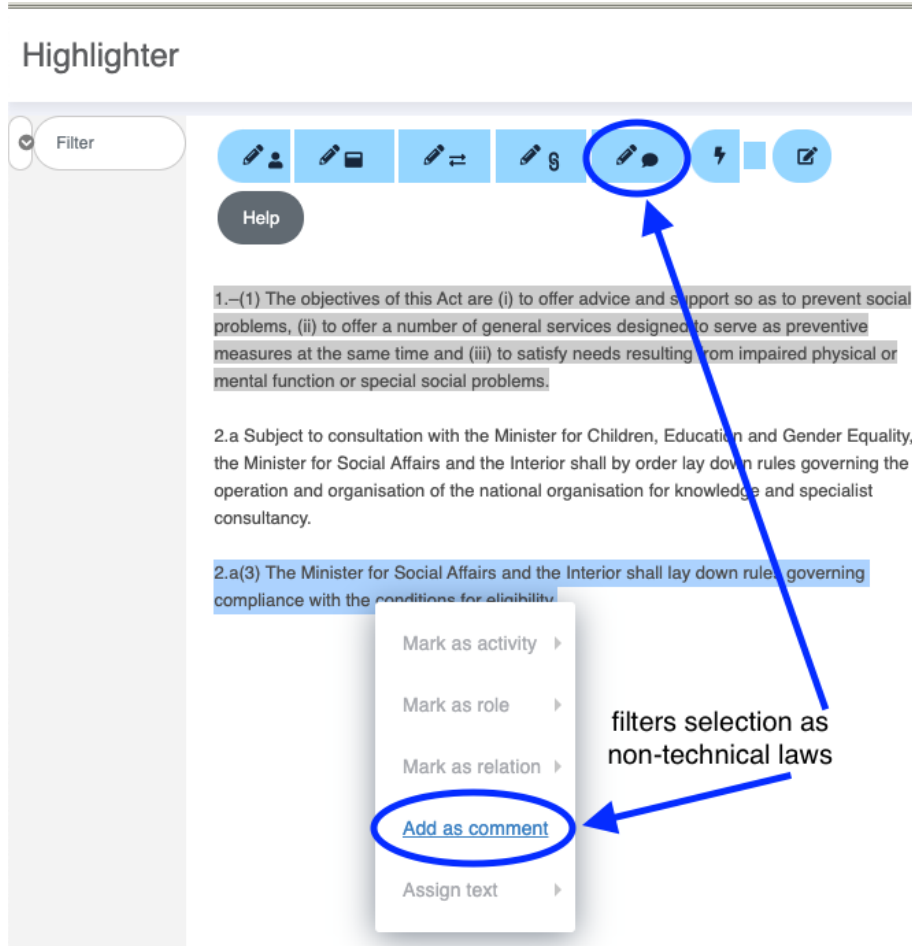 Highlighter
Filter
Help
1.–(1) The objectives of this Act are (i) to offer advice and support so as to prevent social
problems, (ii) to offer a number of general services designed to serve as preventive
measures at the same time and (iii) to satisfy needs resulting from impaired physical or
mental function or special social problems.
2.a Subject to consultation with the Minister for Children, Education and Gender Equality,
the Minister for Social Affairs and the Interior shall by order lay down rules governing the
operation and organisation of the national organisation for knowledge and specialist
consultancy.
2.a(3) The Minister for Social Affairs and the Interior shall lay down rules governing
compliance with the conditions for eligibility.
Mark as activity
Mark as role
Mark as relation
Add as comment
Assign text
filters selection as
non-technical laws